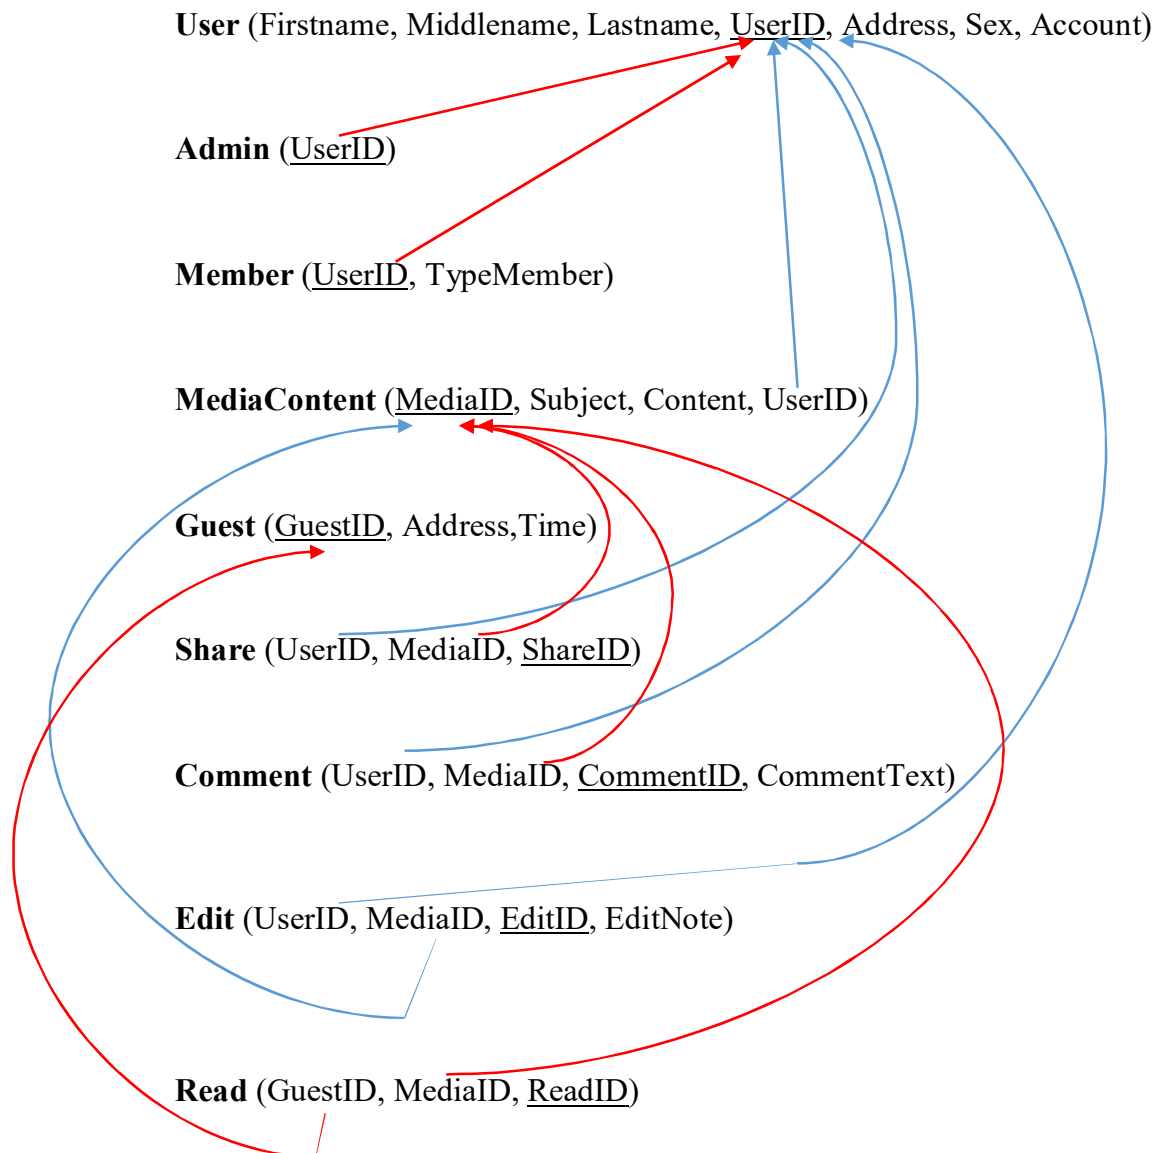 User (Firstname, Middlename, Lastname, UserID, Address, Sex, Account)
Admin (UserID)
Member (UserID, TypeMember)
MediaContent (MediaID, Subject, Content, UserID)
Guest (GuestID, Address,Time)
Share (UserID, MediaID, ShareID)
Comment (UserID, MediaID, CommentID, CommentText)
Edit (UserID, MediaID, EditID, EditNote)
Read (GuestID, MediaID, ReadID)